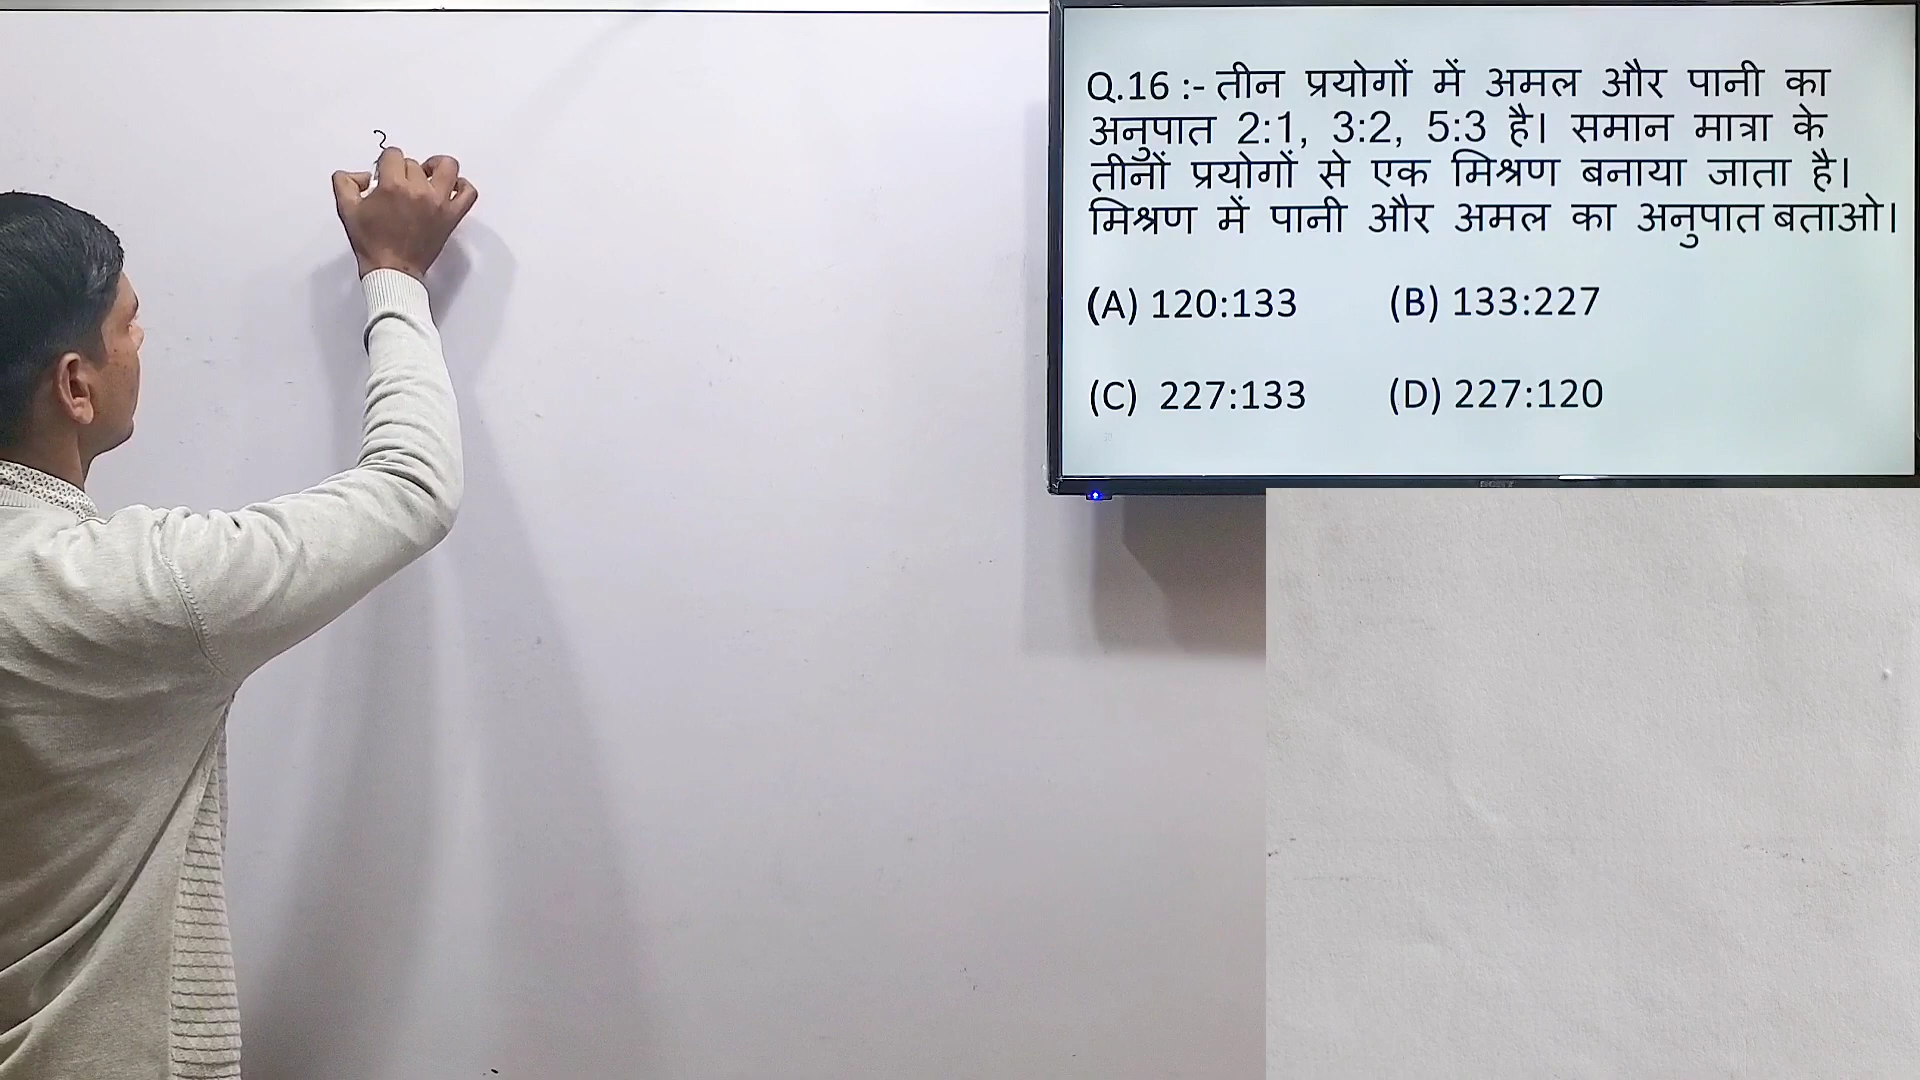 Q.16 :- तीन प्रयोगों में अमल और पानी का
अनुपात 2:1, 3:2, 5:3 है। समान मात्रा के
तीनों प्रयोगों से एक मिश्रण बनाया जाता है।
मिश्रण में पानी और अमल का अनुपात बताओ।
(A) 120:133 (B) 133:227
(C) 227:133 (D) 227:120